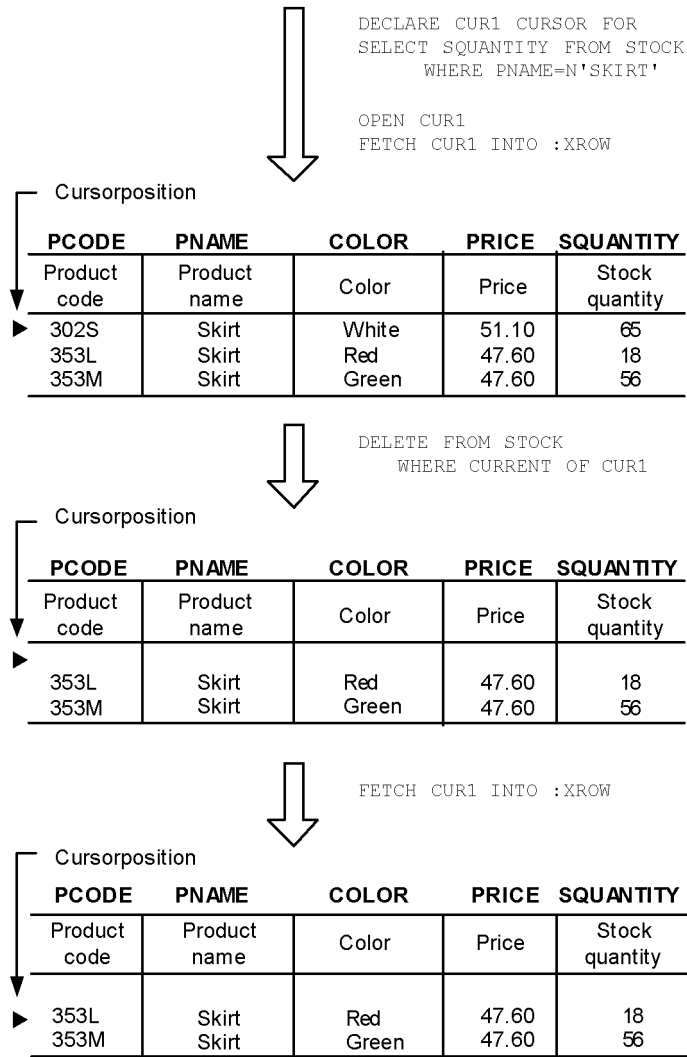 DECLARE CUR1 CURSOR FOR
SELECT SQUANTITY FROM STOCK
WHERE PNAME=N'SKIRT'
OPEN CUR1
FETCH CUR1 INTO :XROW
Cursorposition
PCODE PNAME COLOR PRICE SQUANTITY
Product code Product name Color Price Stock quantity
302S Skirt White 51.10 65
353L Skirt Red 47.60 18
353M Skirt Green 47.60 56
DELETE FROM STOCK
WHERE CURRENT OF CUR1
Cursorposition
PCODE PNAME COLOR PRICE SQUANTITY
Product code Product name Color Price Stock quantity
353L Skirt Red 47.60 18
353M Skirt Green 47.60 56
FETCH CUR1 INTO :XROW
Cursorposition
PCODE PNAME COLOR PRICE SQUANTITY
Product code Product name Color Price Stock quantity
353L Skirt Red 47.60 18
353M Skirt Green 47.60 56